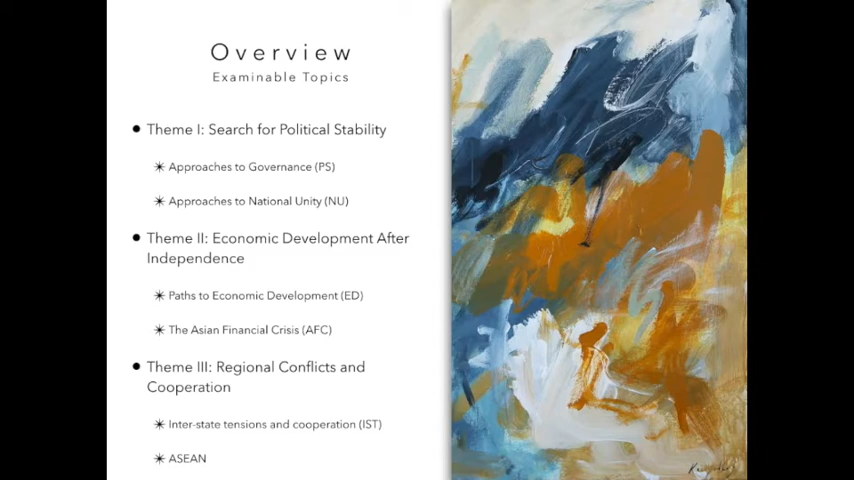 Overview
Examinable Topics
Theme I: Search for Political Stability
Approaches to Governance (PS)
Approaches to National Unity (NU)
Theme II: Economic Development After
Independence
Paths to Economic Development (ED)
The Asian Financial Crisis (AFC)
Theme III: Regional Conflicts and
Cooperation
Inter-state tensions and cooperation (IST)
ASEAN